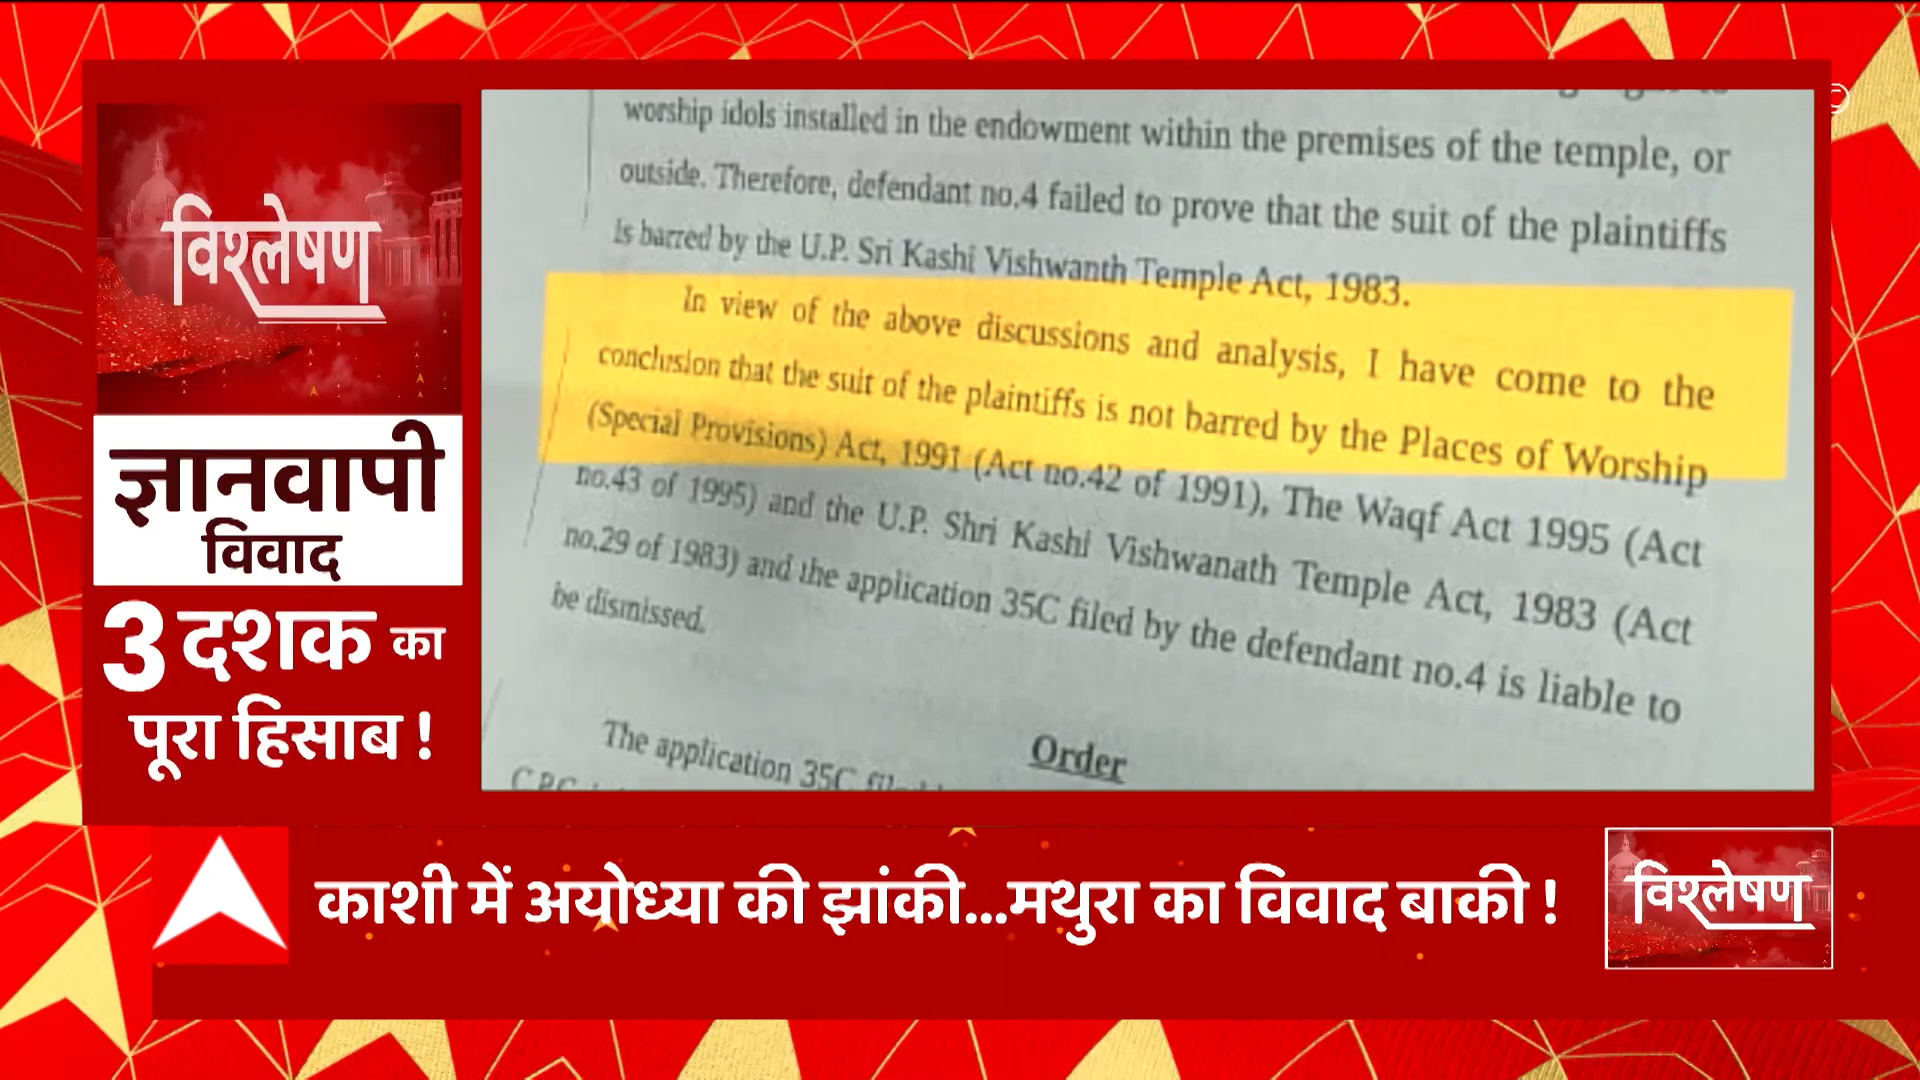 विश्लेषण
ज्ञानवापी
विवाद
3 दशक का
पूरा हिसाब !
worship idols installed in the endowment within the premises of the temple, or
outside. Therefore, defendant no.4 failed to prove that the suit of the plaintiffs
is barred by the U.P. Sri Kashi Vishwanth Temple Act, 1983.
In view of the above discussions and analysis, I have come to the
conclusion that the suit of the plaintiffs is not barred by the Places of Worship
(Special Provisions) Act, 1991 (Act no.42 of 1991), The Waqf Act 1995 (Act
no.43 of 1995) and the U.P. Shri Kashi Vishwanath Temple Act, 1983 (Act
no.29 of 1983) and the application 35C filed by the defendant no.4 is liable to
be dismissed.
Order
The application 35C
काशी में अयोध्या की झांकी...मथुरा का विवाद बाकी !
विश्लेषण